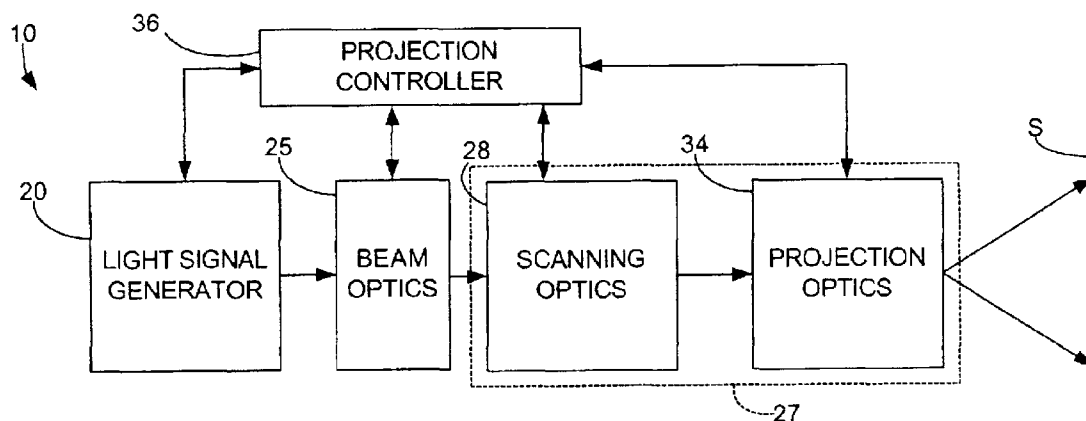 10
36
PROJECTION
CONTROLLER
S
25
28
34
20
LIGHT SIGNAL
GENERATOR
BEAM
OPTICS
SCANNING
OPTICS
PROJECTION
OPTICS
27